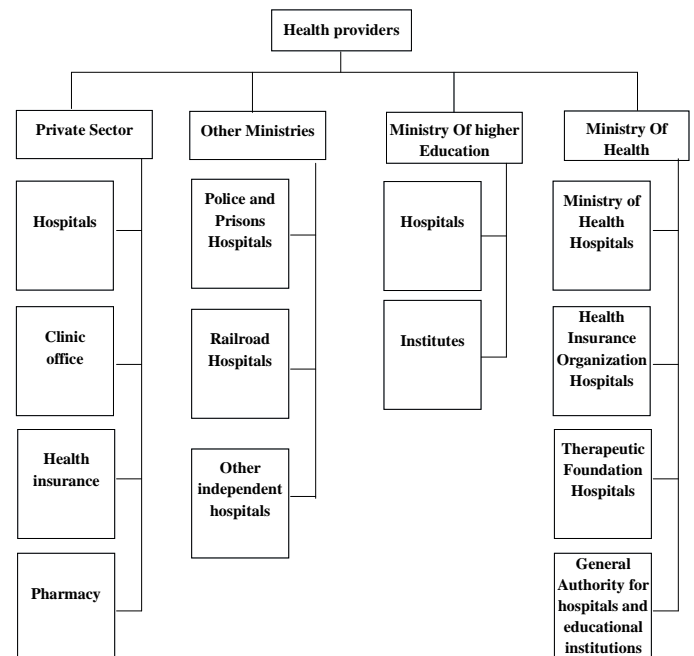 Health providers
Private Sector
Other Ministries
Ministry Of higher
Education
Ministry Of
Health
Hospitals
Clinic
office
Health
insurance
Pharmacy
Police and
Prisons
Hospitals
Railroad
Hospitals
Other
independent
hospitals
Hospitals
Institutes
Ministry of
Health
Hospitals
Health
Insurance
Organization
Hospitals
Therapeutic
Foundation
Hospitals
General
Authority for
hospitals and
educational
institutions